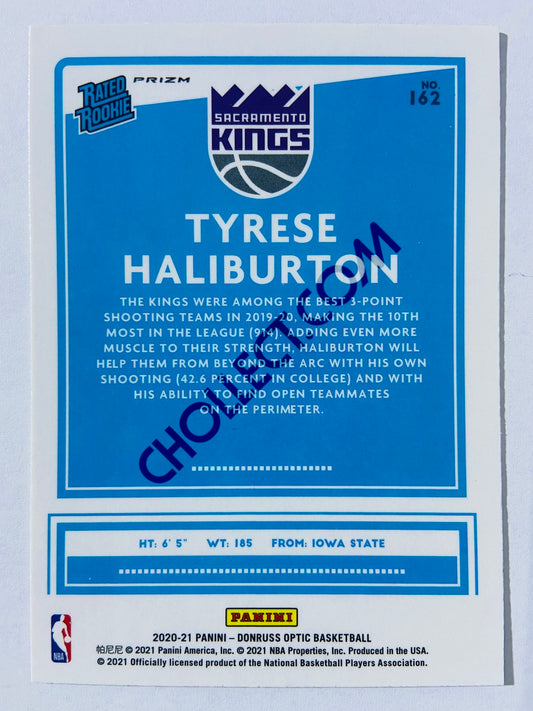 RATED ROOKIE
PRIZM
SACRAMENTO
KINGS
NO.
162
TYRESE
HALIBURTON
THE KINGS WERE AMONG THE BEST 3-POINT
SHOOTING TEAMS IN 2019-20, MAKING THE 10TH
MOST IN THE LEAGUE (914). ADDING EVEN MORE
MUSCLE TO THEIR STRENGTH, HALIBURTON WILL
HELP THEM FROM BEYOND THE ARC WITH HIS OWN
SHOOTING (42.6 PERCENT IN COLLEGE) AND WITH
HIS ABILITY TO FIND OPEN TEAMMATES
ON THE PERIMETER.
CHOLLECT.COM
HT: 6' 5" WT: 185 FROM: IOWA STATE
PANINI
NBA
2020-21 PANINI – DONRUSS OPTIC BASKETBALL
帕尼尼 © 2021 Panini America, Inc. © 2021 NBA Properties, Inc. Produced in the USA.
© 2021 Officially licensed product of the National Basketball Players Association.